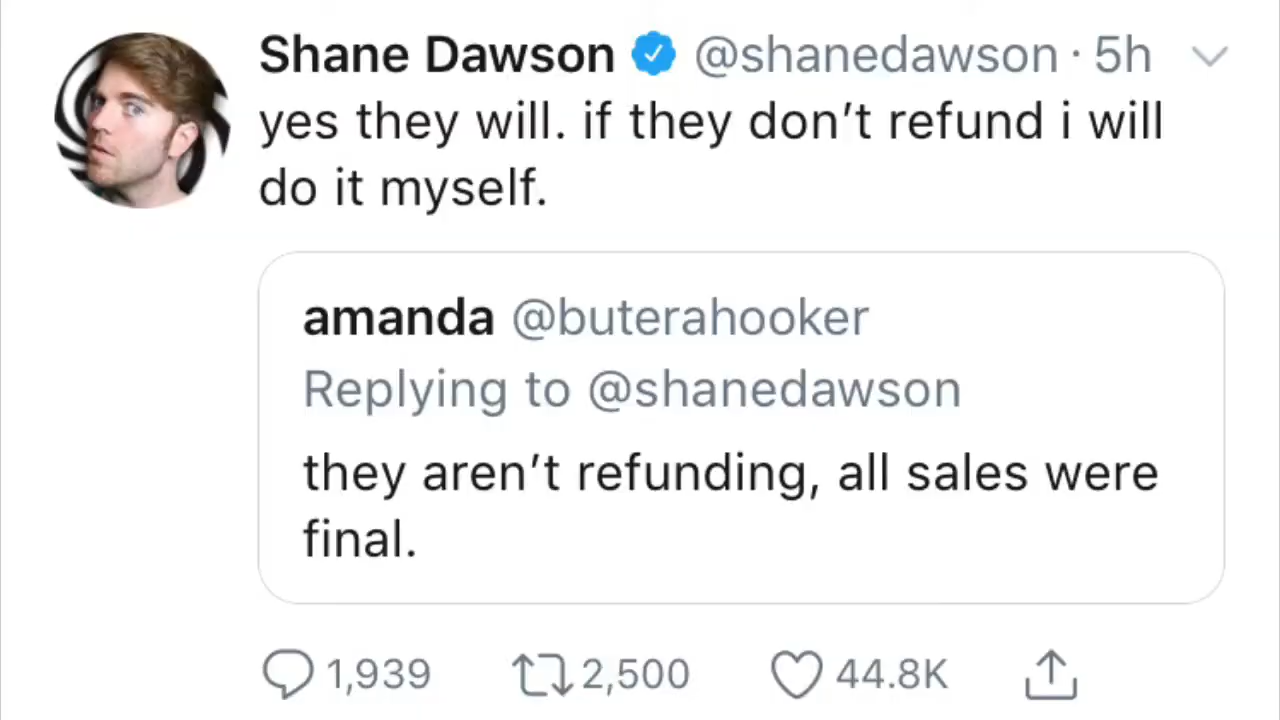 Shane Dawson @shanedawson · 5h
yes they will. if they don’t refund i will
do it myself.
amanda @buterahooker
Replying to @shanedawson
they aren’t refunding, all sales were
final.
1,939 2,500 44.8K